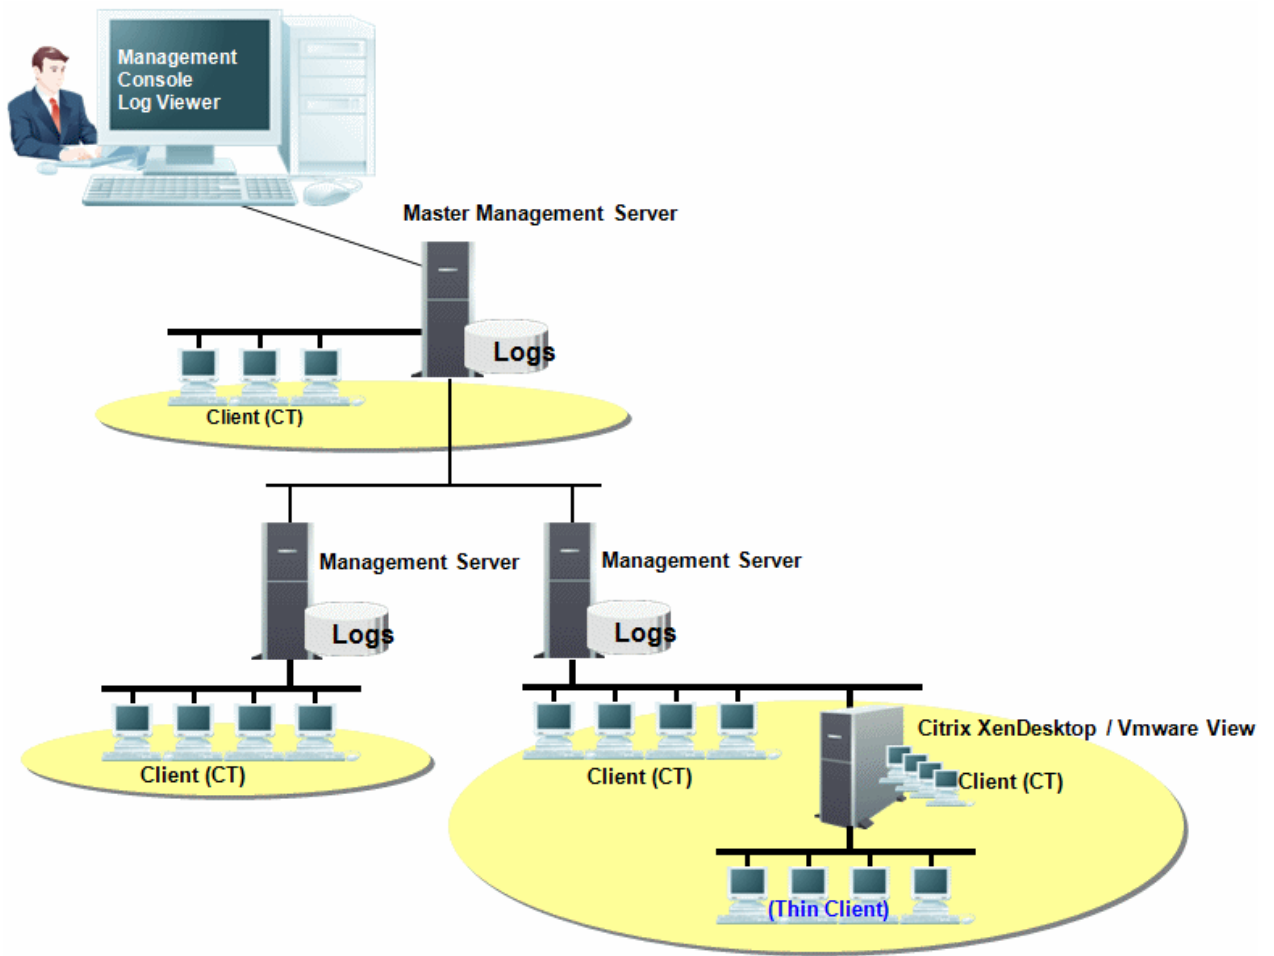 Management
Console
Log Viewer
Master Management Server
Logs
Client (CT)
Management Server
Management Server
Logs
Logs
Citrix XenDesktop / Vmware View
Client (CT)
Client (CT)
Client (CT)
(Thin Client)